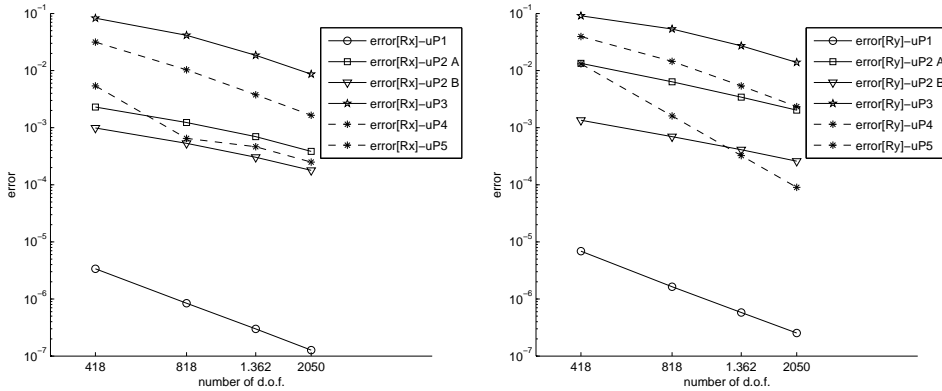 10^-1
10^-2
10^-3
10^-4
10^-5
10^-6
10^-7
error
418
818
1.362
2050
number of d.o.f.
error[Rx]-uP1
error[Rx]-uP2 A
error[Rx]-uP2 B
error[Rx]-uP3
error[Rx]-uP4
error[Rx]-uP5
10^-1
10^-2
10^-3
10^-4
10^-5
10^-6
10^-7
error
418
818
1.362
2050
number of d.o.f.
error[Ry]-uP1
error[Ry]-uP2 A
error[Ry]-uP2 B
error[Ry]-uP3
error[Ry]-uP4
error[Ry]-uP5